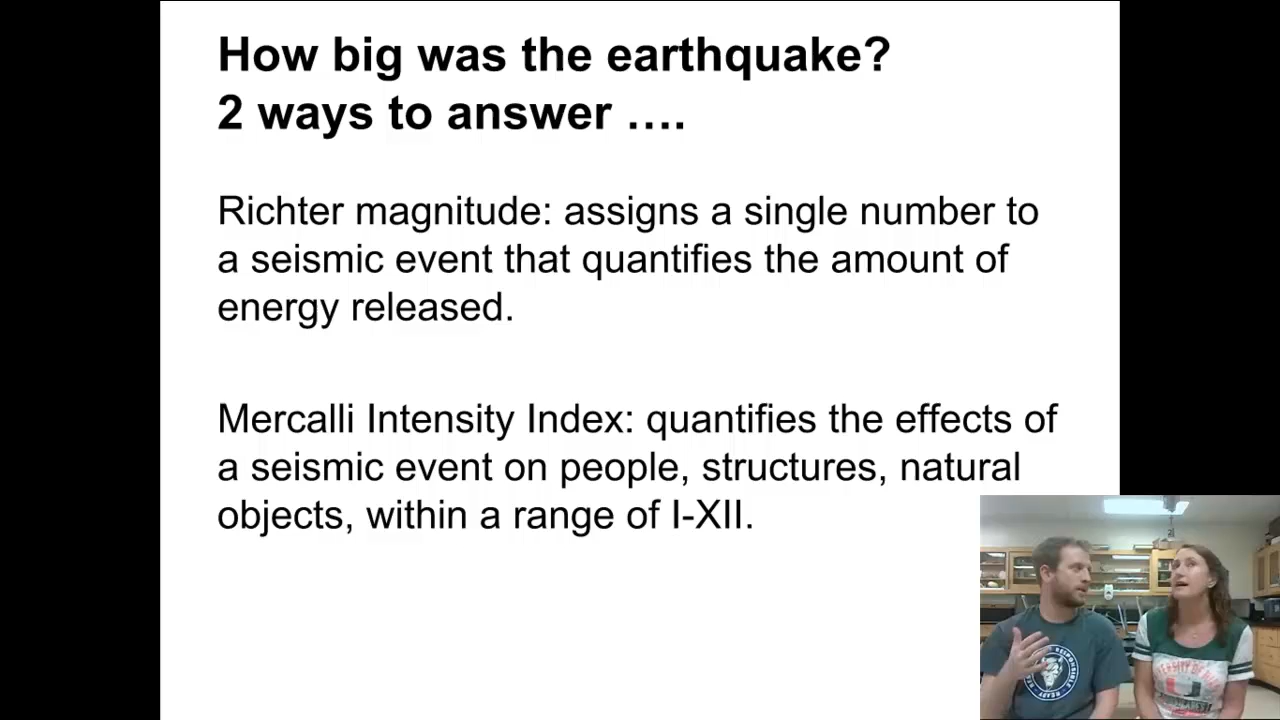 How big was the earthquake?
2 ways to answer ….
Richter magnitude: assigns a single number to
a seismic event that quantifies the amount of
energy released.
Mercalli Intensity Index: quantifies the effects of
a seismic event on people, structures, natural
objects, within a range of I-XII.
RESPONSIBLE
READY
U